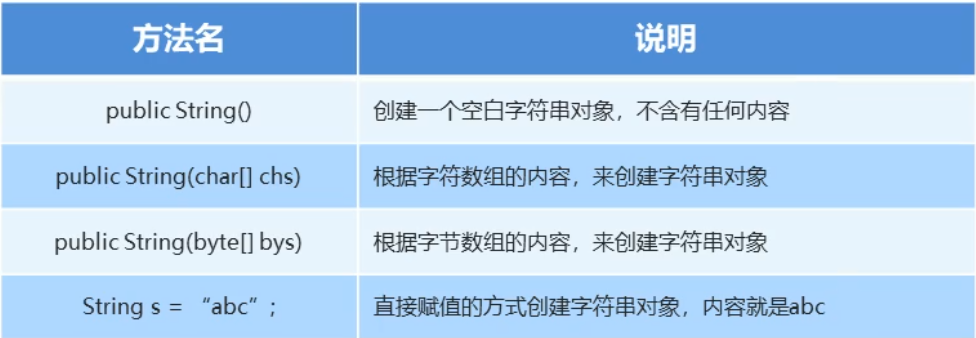 方法名 说明
public String() 创建一个空白字符串对象，不含有任何内容
public String(char[] chs) 根据字符数组的内容，来创建字符串对象
public String(byte[] bys) 根据字节数组的内容，来创建字符串对象
String s = “abc”; 直接赋值的方式创建字符串对象，内容就是abc